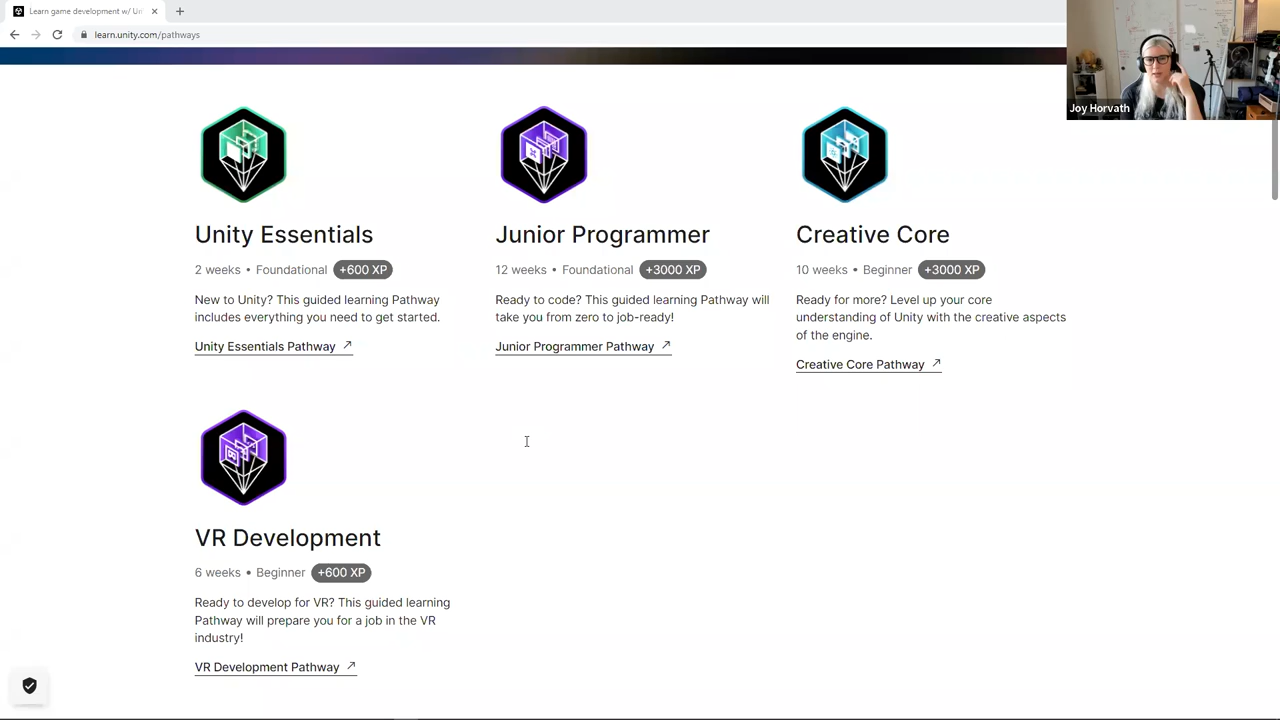 Learn game development w/ Un
learn.unity.com/pathways
Joy Horvath
Unity Essentials
2 weeks • Foundational +600 XP
New to Unity? This guided learning Pathway
includes everything you need to get started.
Unity Essentials Pathway
Junior Programmer
12 weeks • Foundational +3000 XP
Ready to code? This guided learning Pathway will
take you from zero to job-ready!
Junior Programmer Pathway
Creative Core
10 weeks • Beginner +3000 XP
Ready for more? Level up your core
understanding of Unity with the creative aspects
of the engine.
Creative Core Pathway
VR Development
6 weeks • Beginner +600 XP
Ready to develop for VR? This guided learning
Pathway will prepare you for a job in the VR
industry!
VR Development Pathway